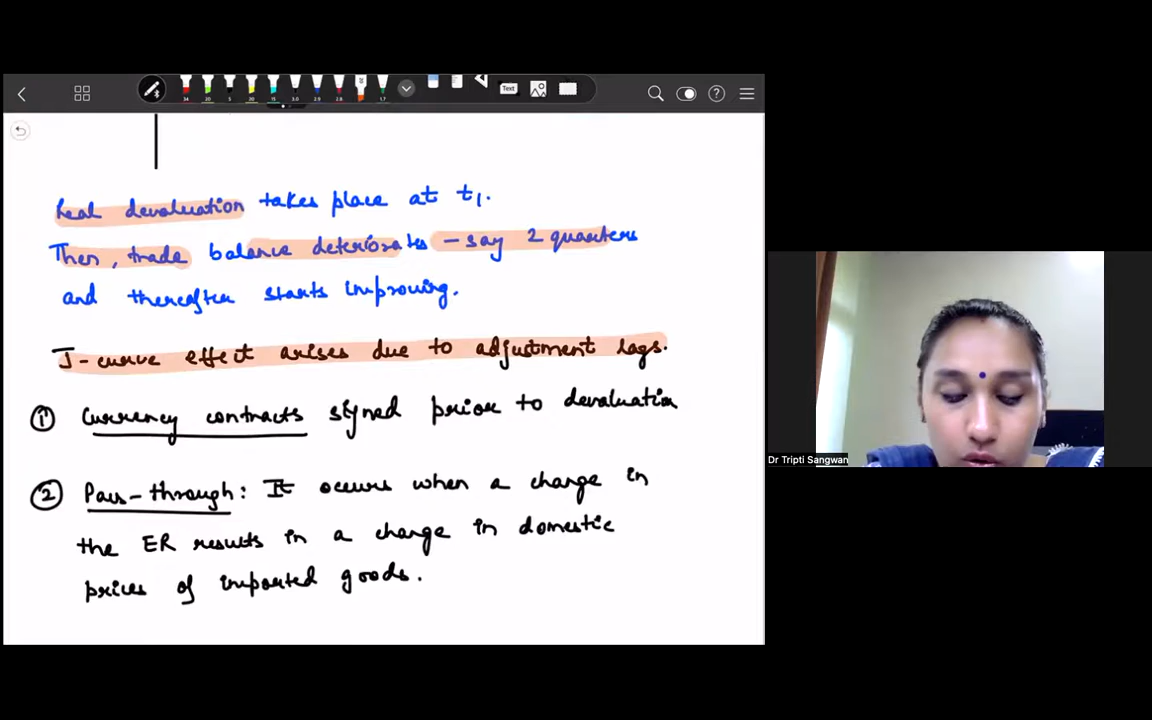 Text
Real devaluation takes place at t1.
Then, trade balance deteriorates - say 2 quarters
and thereafter starts improving.
J-curve effect arises due to adjustment lags.
① Currency contracts signed prior to devaluation
② Pass-through: It occurs when a change in
the ER results in a change in domestic
prices of imported goods.
Dr Tripti Sangwan